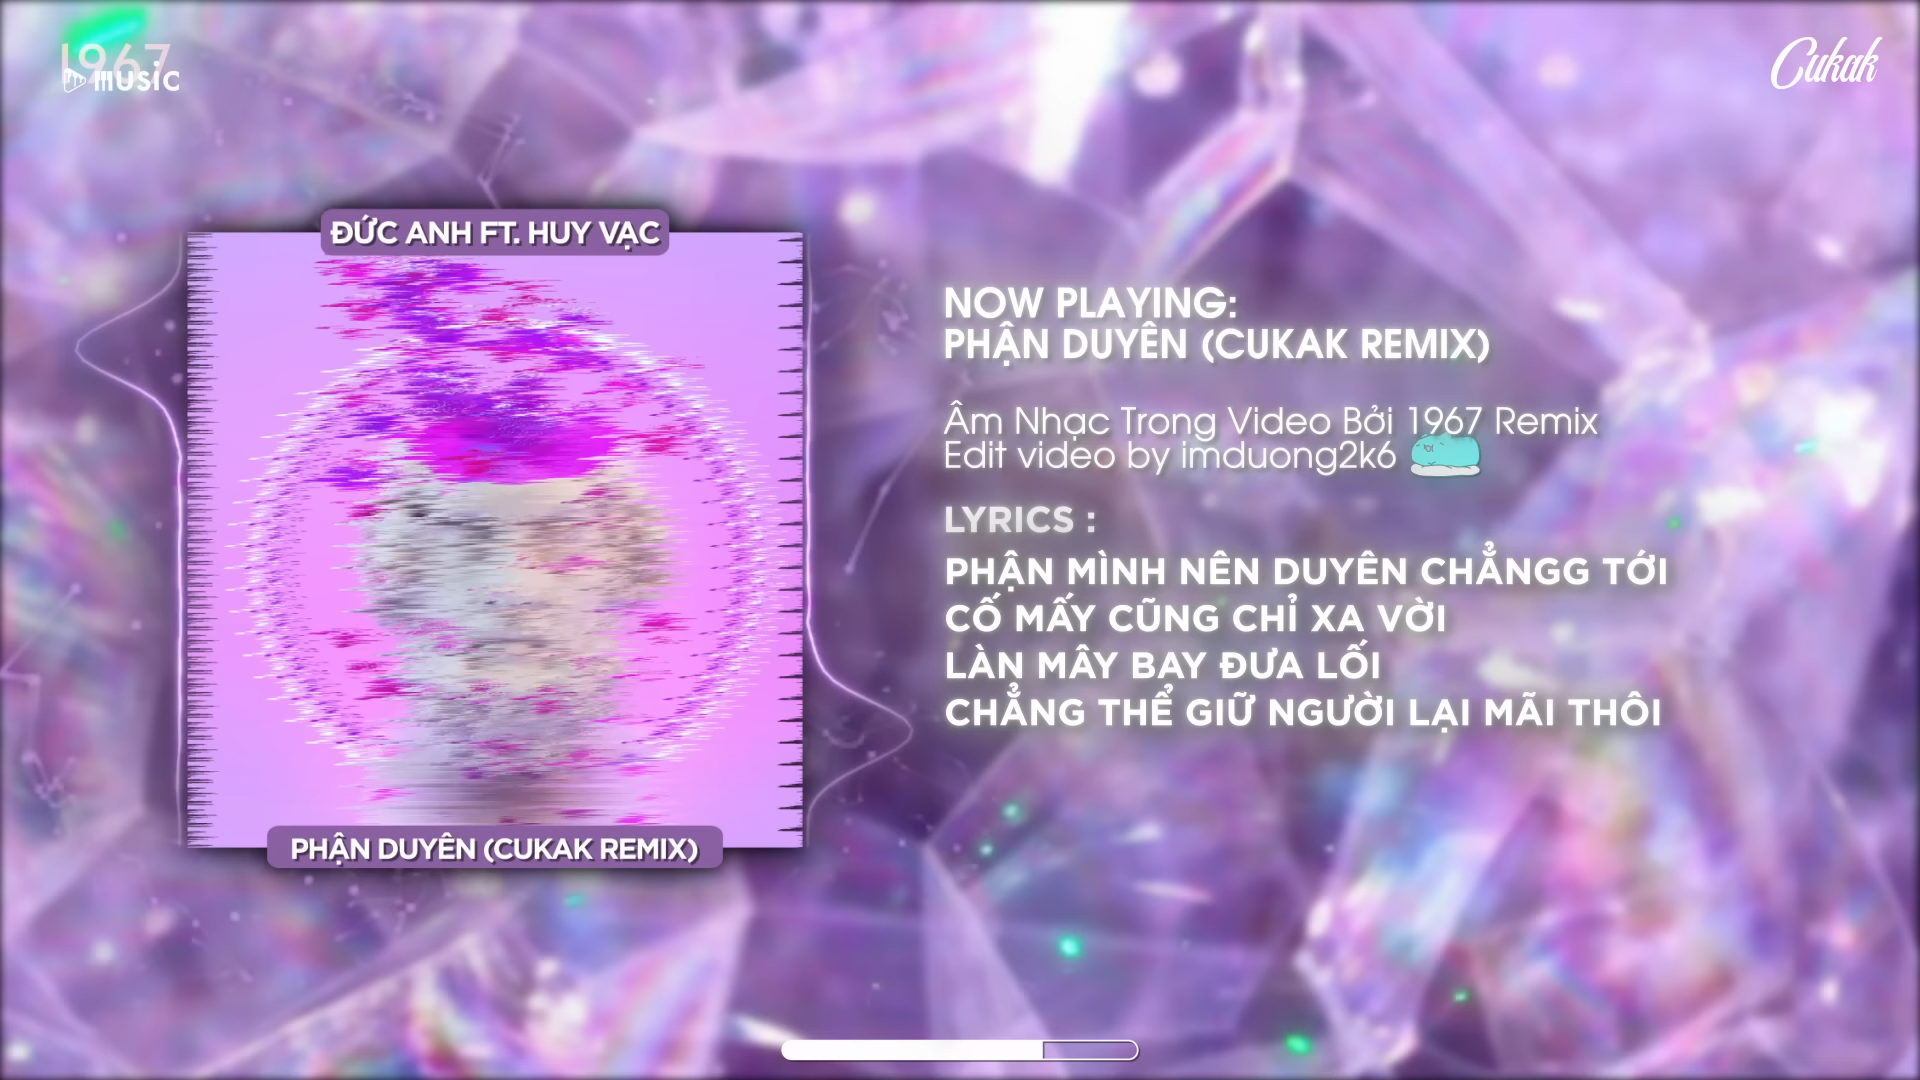 1967
MUSIC
Cukak
ĐỨC ANH FT. HUY VẠC
NOW PLAYING:
PHẬN DUYÊN (CUKAK REMIX)
Âm Nhạc Trong Video Bởi 1967 Remix
Edit video by imduong2k6
LYRICS :
PHẬN MÌNH NÊN DUYÊN CHẲNGG TỚI
CỐ MẤY CŨNG CHỈ XA VỜI
LÀN MÂY BAY ĐƯA LỐI
CHẲNG THỂ GIỮ NGƯỜI LẠI MÃI THÔI
PHẬN DUYÊN (CUKAK REMIX)